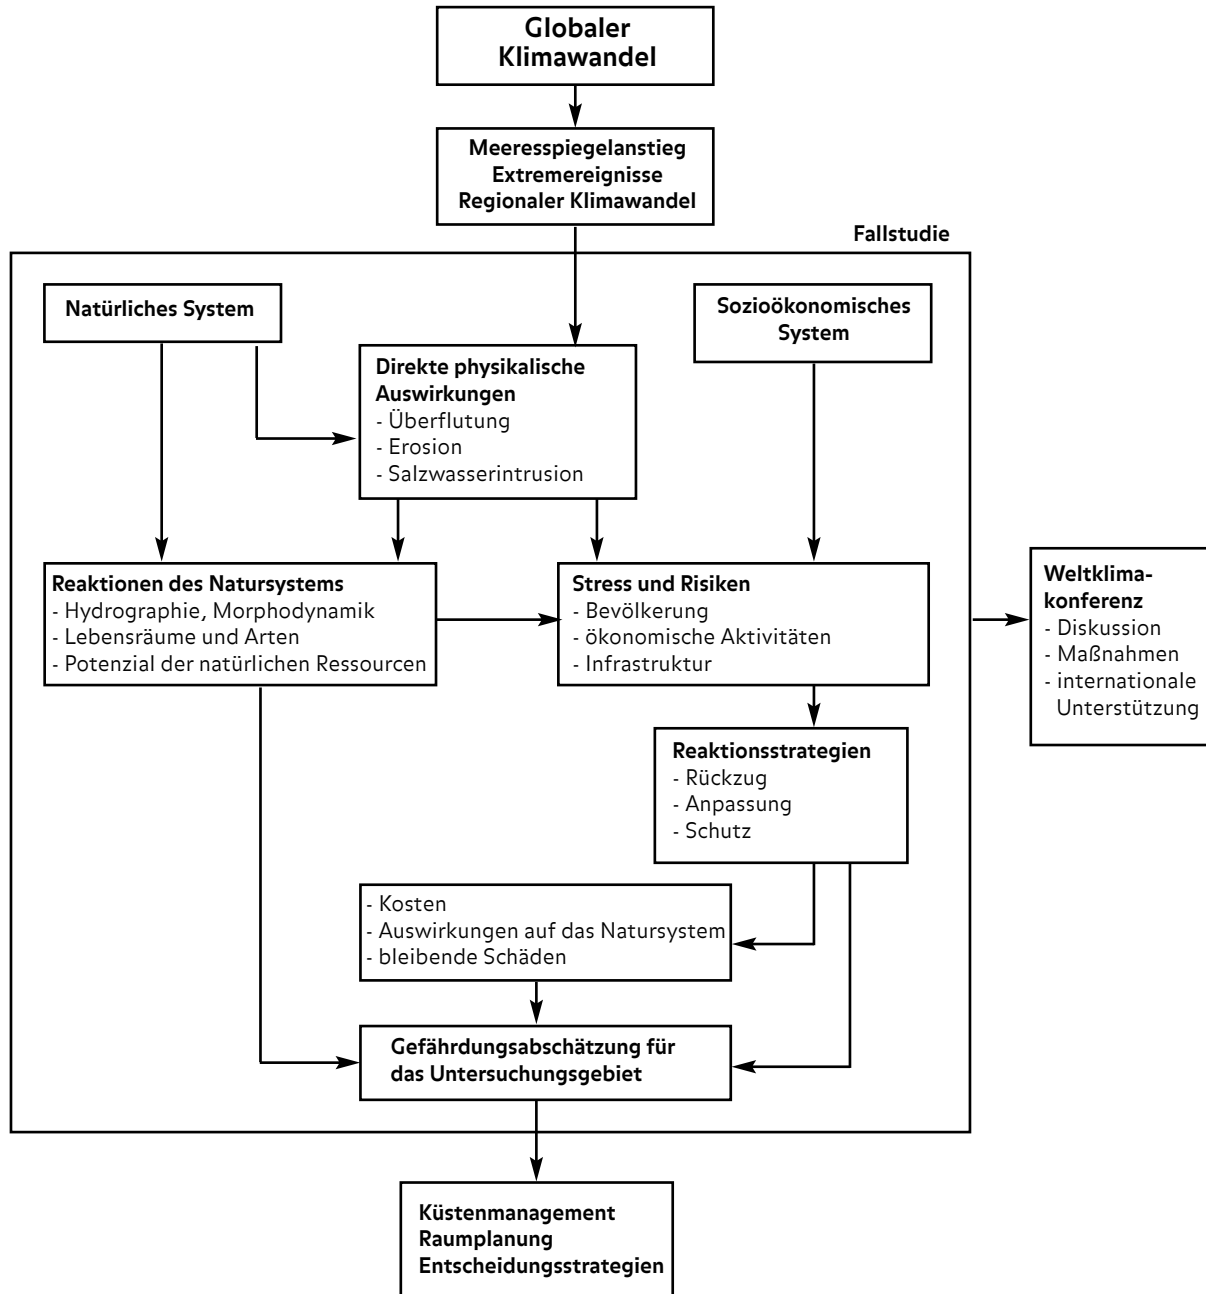 Globaler
Klimawandel
Meeresspiegelanstieg
Extremereignisse
Regionaler Klimawandel
Fallstudie
Natürliches System
Sozioökonomisches
System
Direkte physikalische
Auswirkungen
- Überflutung
- Erosion
- Salzwasserintrusion
Reaktionen des Natursystems
- Hydrographie, Morphodynamik
- Lebensräume und Arten
- Potenzial der natürlichen Ressourcen
Stress und Risiken
- Bevölkerung
- ökonomische Aktivitäten
- Infrastruktur
Weltklima-
konferenz
- Diskussion
- Maßnahmen
- internationale
Unterstützung
Reaktionsstrategien
- Rückzug
- Anpassung
- Schutz
- Kosten
- Auswirkungen auf das Natursystem
- bleibende Schäden
Gefährdungsabschätzung für
das Untersuchungsgebiet
Küstenmanagement
Raumplanung
Entscheidungsstrategien